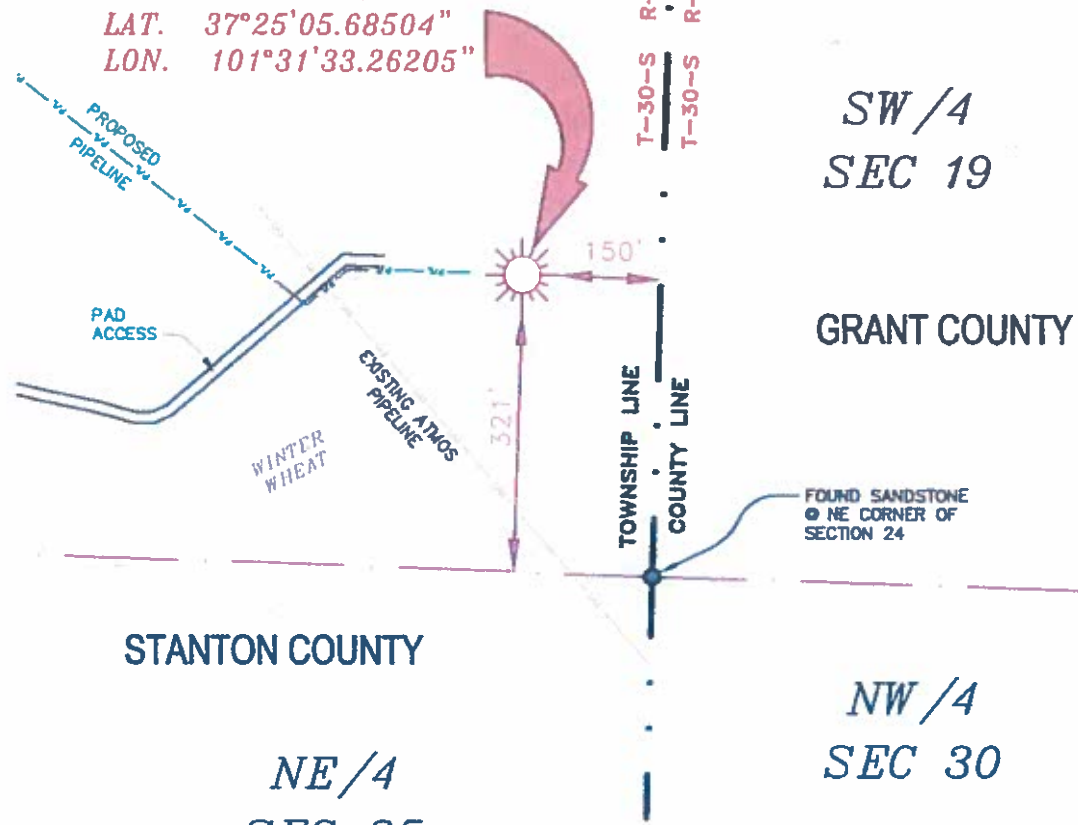 LAT. 37°25'05.68504"
LON. 101°31'33.26205"
T-30-S
T-30-S
SW/4
SEC 19
PROPOSED
PIPELINE
150'
PAD
ACCESS
GRANT COUNTY
EXISTING ATMOS
PIPELINE
321'
WINTER
WHEAT
TOWNSHIP LINE
COUNTY LINE
FOUND SANDSTONE
@ NE CORNER OF
SECTION 24
STANTON COUNTY
NW/4
SEC 30
NE/4